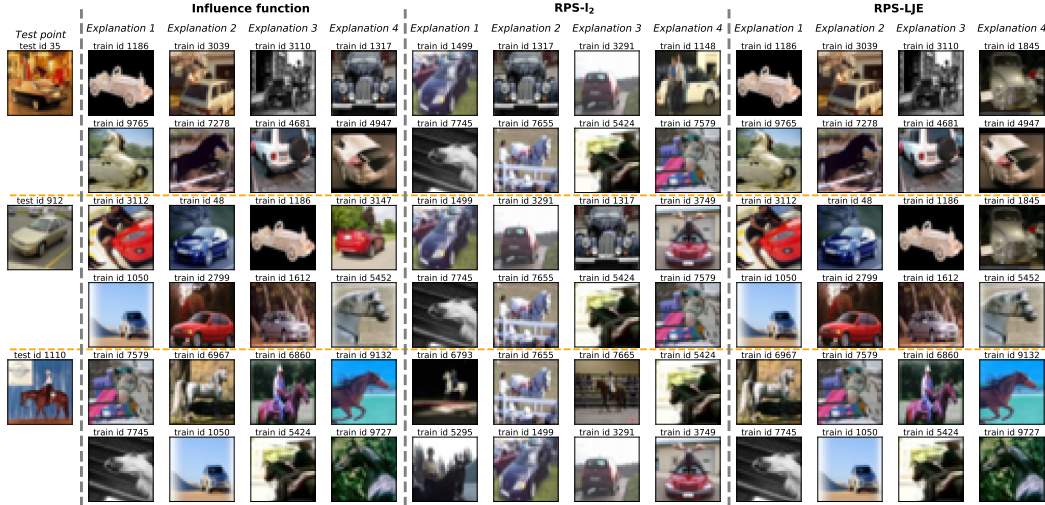 Influence function RPS-l2 RPS-LJE
Test point Explanation 1 Explanation 2 Explanation 3 Explanation 4 Explanation 1 Explanation 2 Explanation 3 Explanation 4 Explanation 1 Explanation 2 Explanation 3 Explanation 4
test id 35 train id 1186 train id 3039 train id 3110 train id 1317 train id 1499 train id 1317 train id 3291 train id 1148 train id 1186 train id 3039 train id 3110 train id 1845
train id 9765 train id 7278 train id 4681 train id 4947 train id 7745 train id 7655 train id 5424 train id 7579 train id 9765 train id 7278 train id 4681 train id 4947
test id 912 train id 3112 train id 48 train id 1186 train id 3147 train id 1499 train id 3291 train id 1317 train id 3749 train id 3112 train id 48 train id 1186 train id 1845
train id 1050 train id 2799 train id 1612 train id 5452 train id 7745 train id 7655 train id 5424 train id 7579 train id 1050 train id 2799 train id 1612 train id 5452
test id 1110 train id 7579 train id 6967 train id 6860 train id 9132 train id 6793 train id 7655 train id 7665 train id 5424 train id 6967 train id 7579 train id 6860 train id 9132
train id 7745 train id 1050 train id 5424 train id 9727 train id 5295 train id 1499 train id 3291 train id 3749 train id 7745 train id 1050 train id 5424 train id 9727